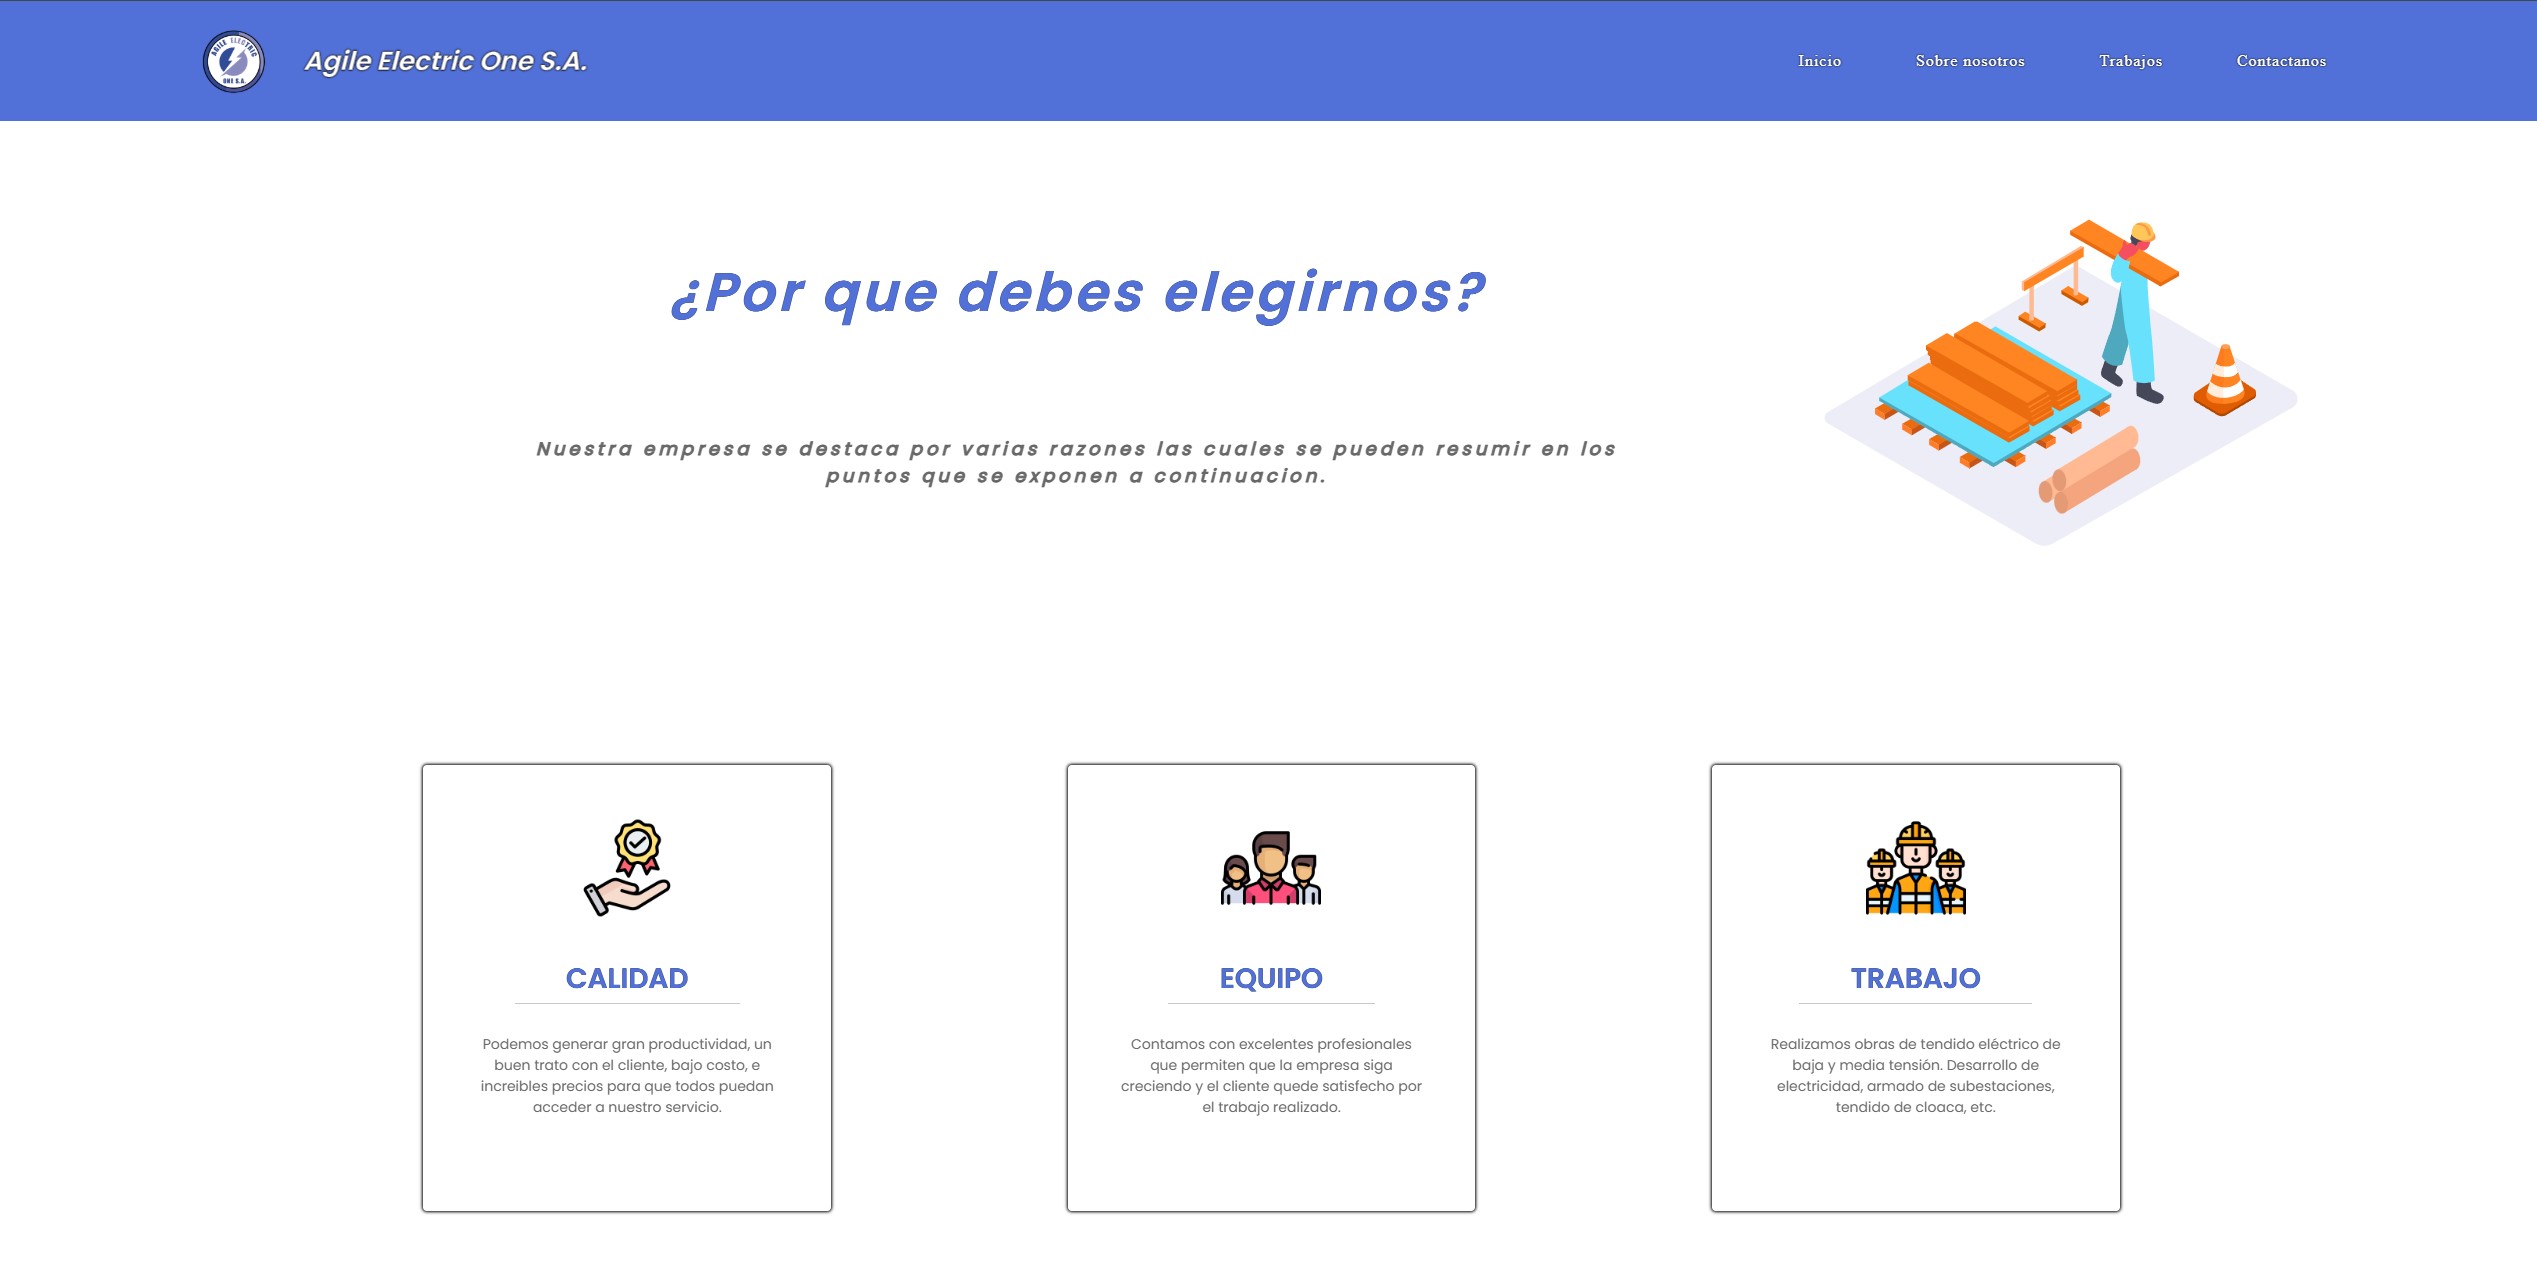 AGILE ELECTRIC
ONE S.A.
Agile Electric One S.A.
Inicio
Sobre nosotros
Trabajos
Contactanos
¿Por que debes elegirnos?
Nuestra empresa se destaca por varias razones las cuales se pueden resumir en los
puntos que se exponen a continuacion.
CALIDAD
Podemos generar gran productividad, un
buen trato con el cliente, bajo costo, e
increibles precios para que todos puedan
acceder a nuestro servicio.
EQUIPO
Contamos con excelentes profesionales
que permiten que la empresa siga
creciendo y el cliente quede satisfecho por
el trabajo realizado.
TRABAJO
Realizamos obras de tendido eléctrico de
baja y media tensión. Desarrollo de
electricidad, armado de subestaciones,
tendido de cloaca, etc.